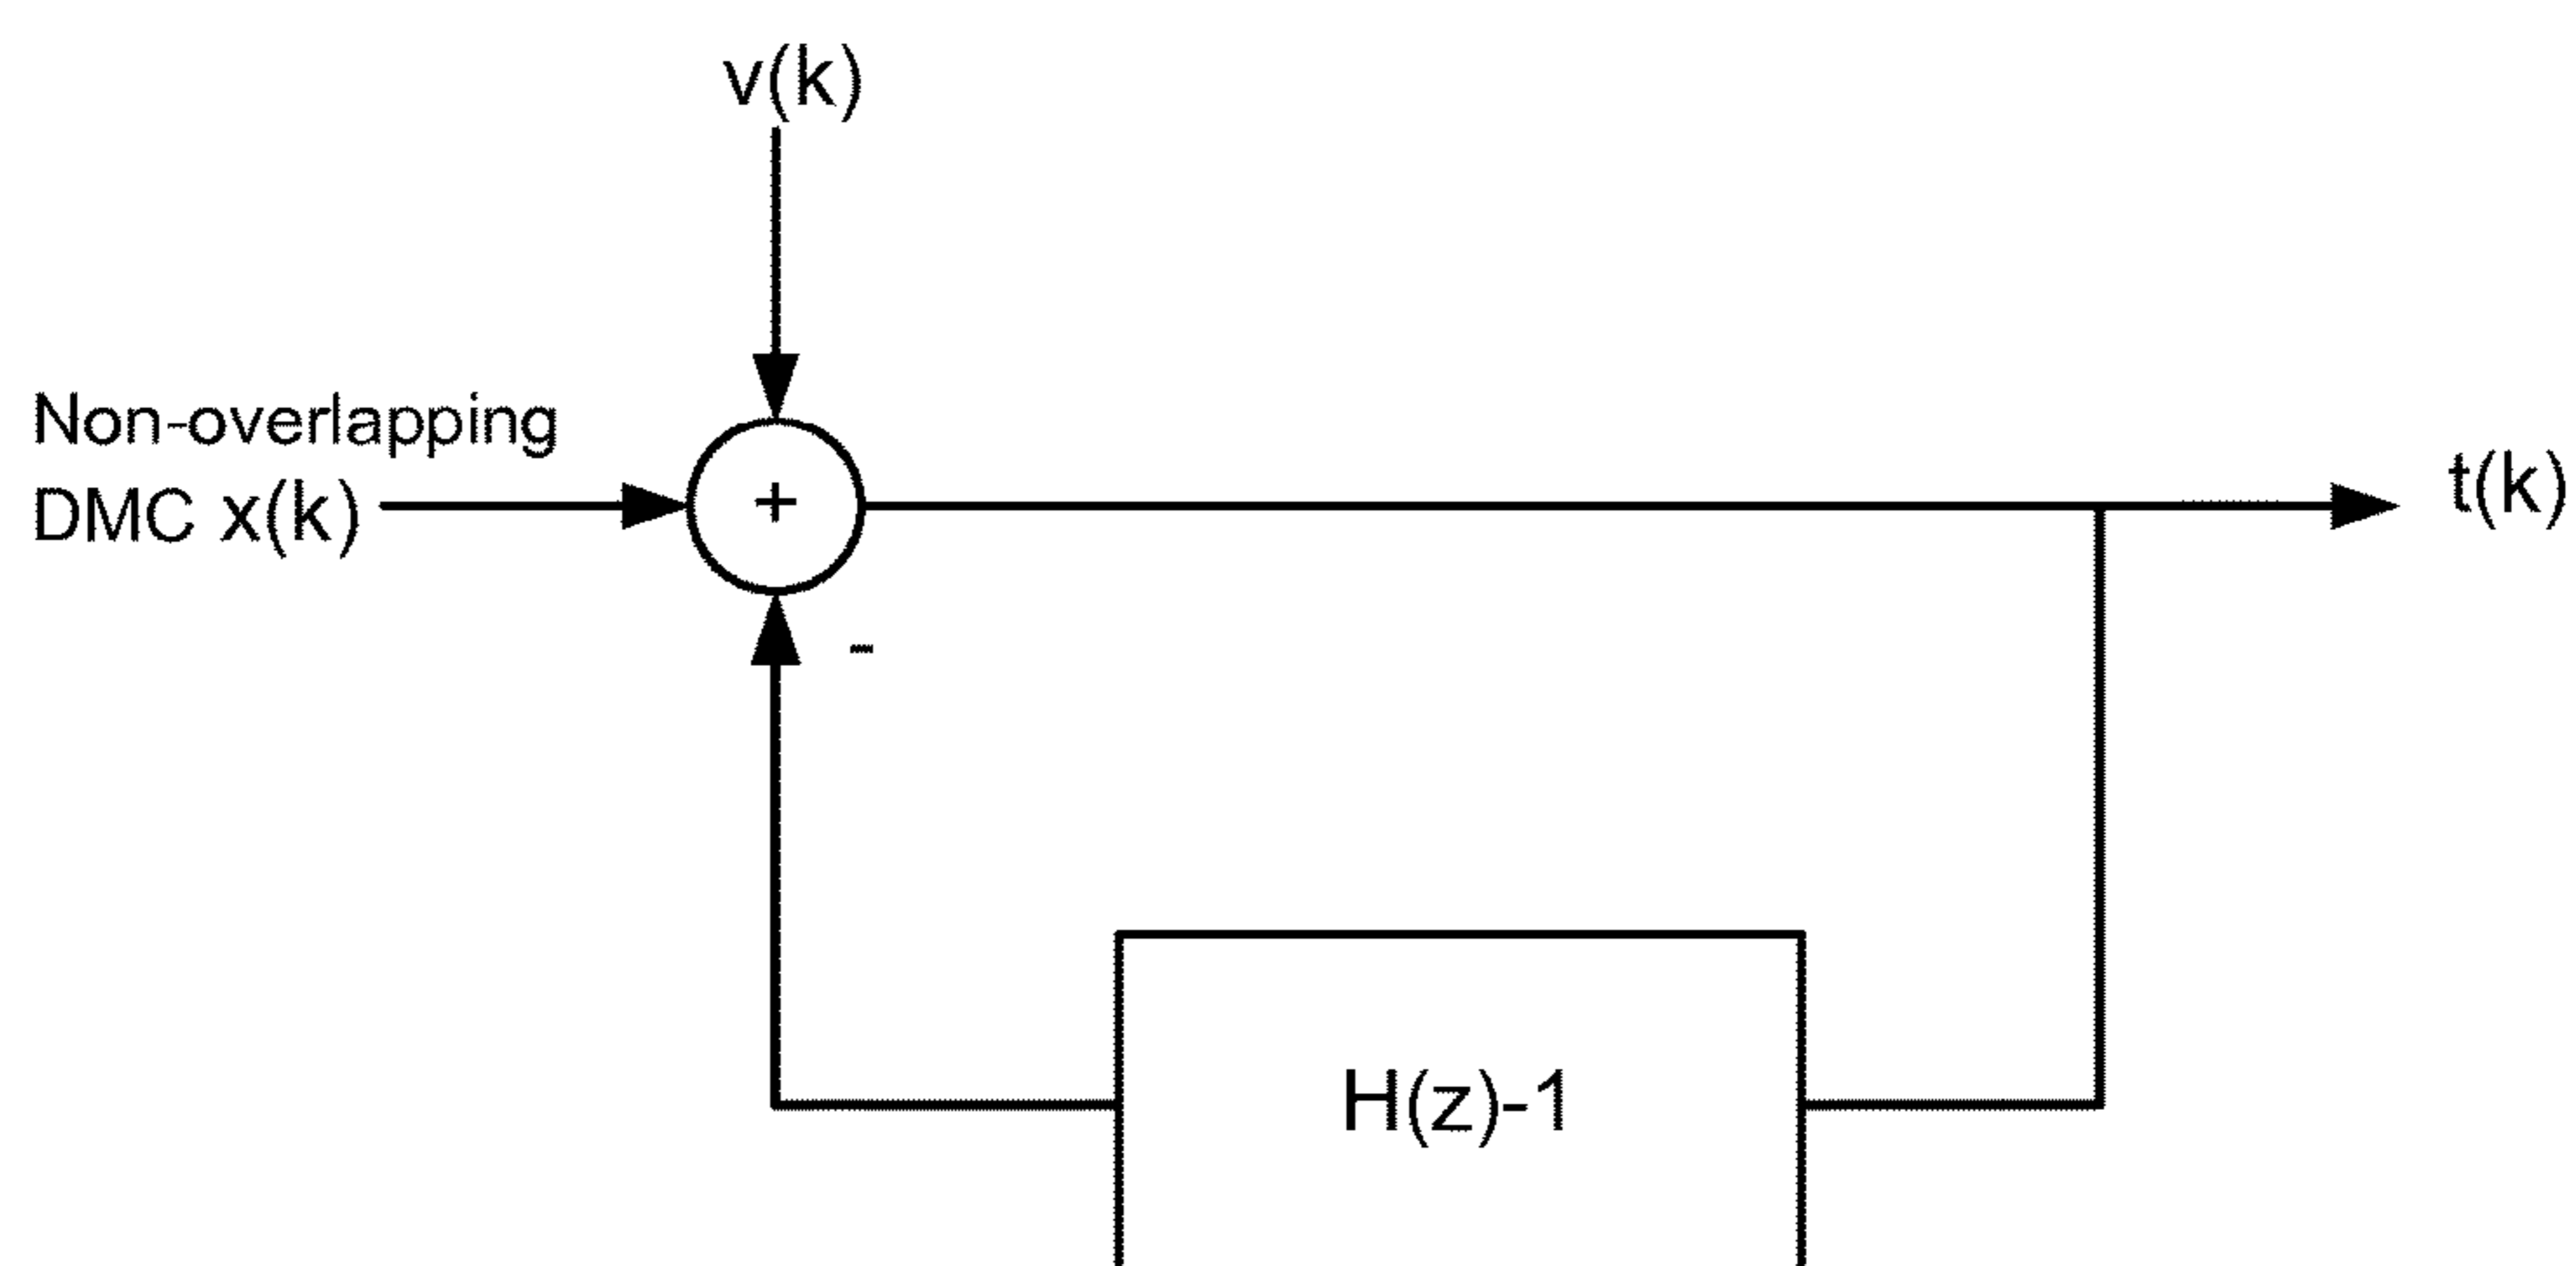 v(k)
Non-overlapping
DMC x(k)
+
t(k)
-
H(z)-1